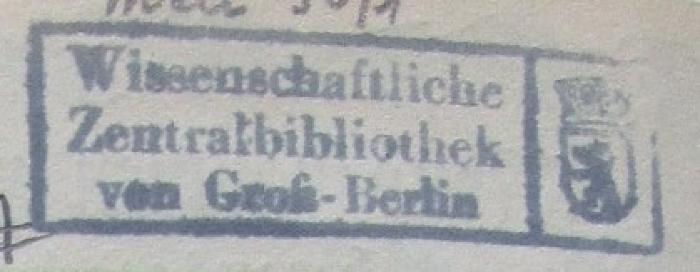 Wissenschaftliche
Zentralbibliothek
von Groß-Berlin